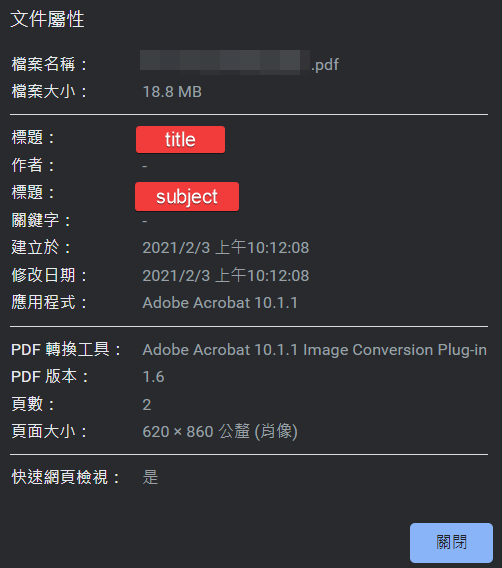 文件屬性
檔案名稱： .pdf
檔案大小： 18.8 MB
標題： title
作者： -
標題： subject
關鍵字： -
建立於： 2021/2/3 上午10:12:08
修改日期： 2021/2/3 上午10:12:08
應用程式： Adobe Acrobat 10.1.1
PDF 轉換工具： Adobe Acrobat 10.1.1 Image Conversion Plug-in
PDF 版本： 1.6
頁數： 2
頁面大小： 620 × 860 公釐 (肖像)
快速網頁檢視： 是
關閉